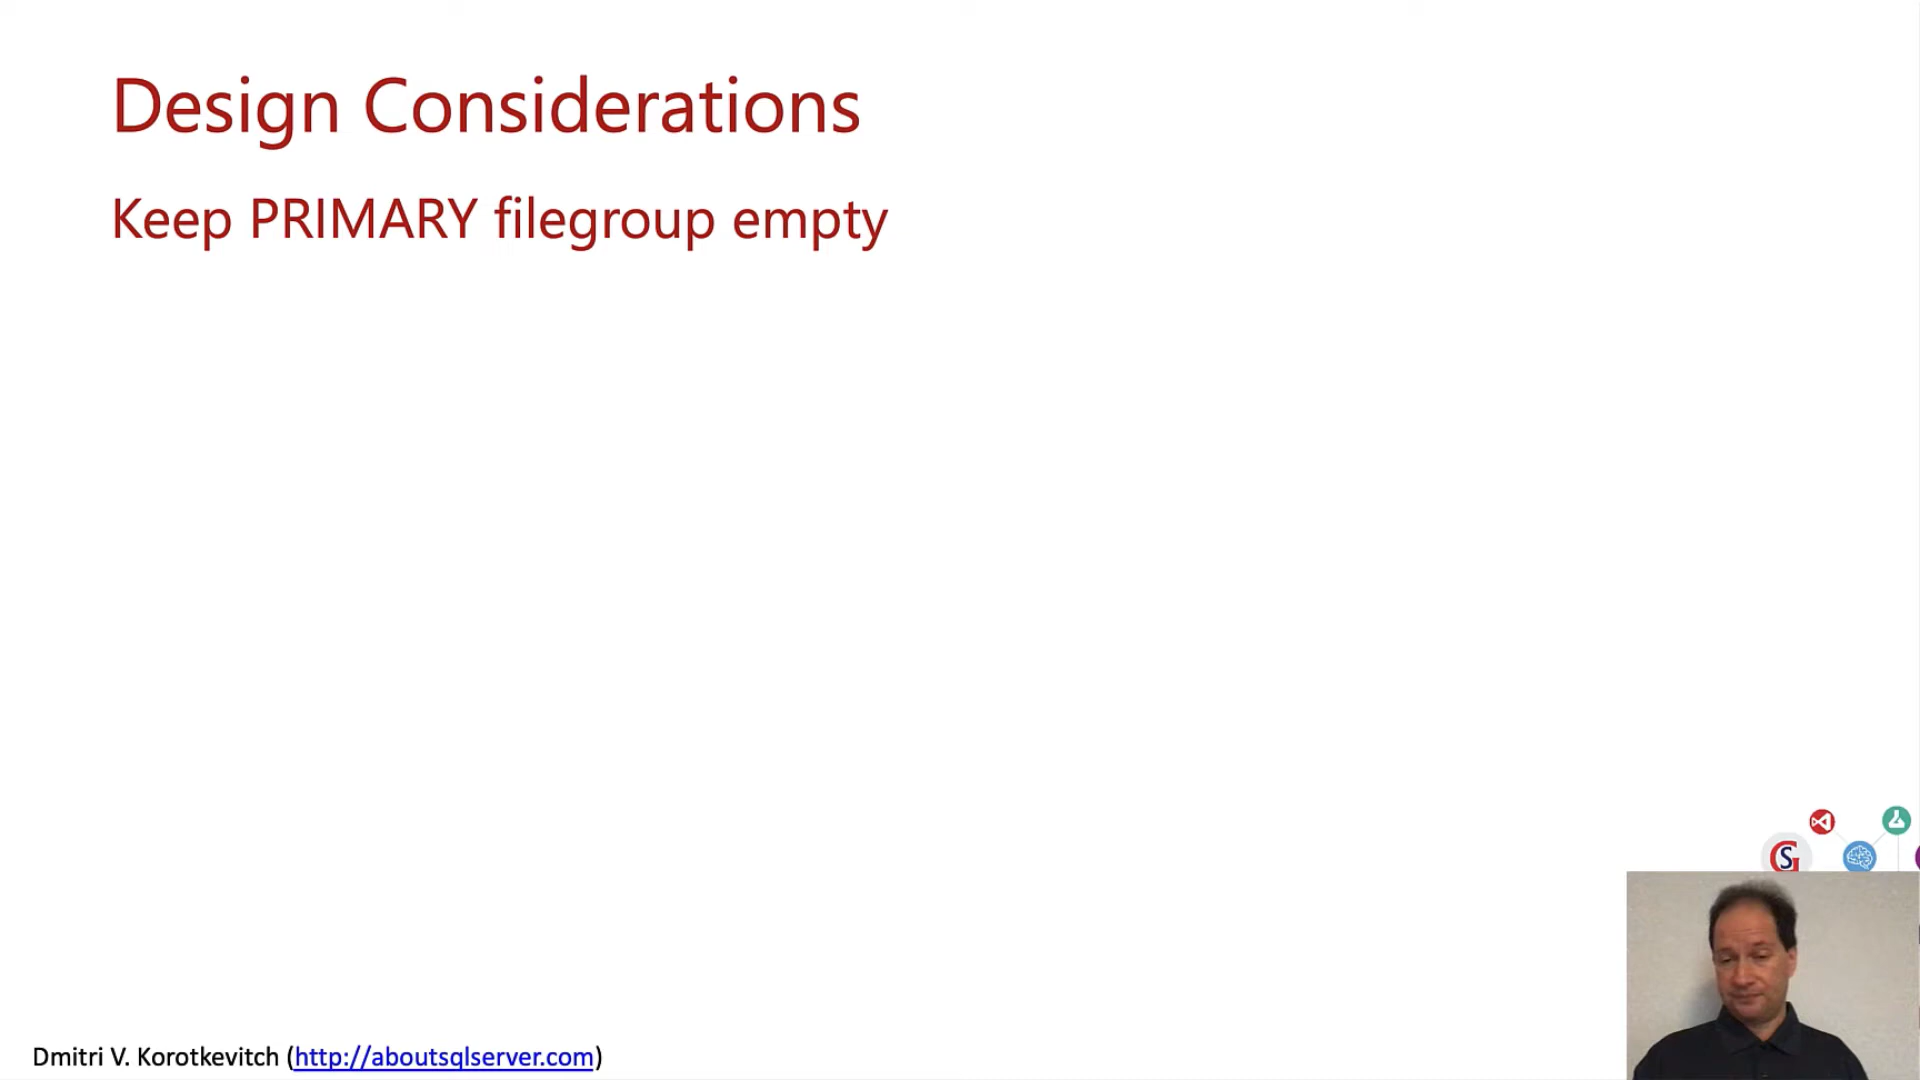 Design Considerations
Keep PRIMARY filegroup empty
Dmitri V. Korotkevitch (http://aboutsqlserver.com)